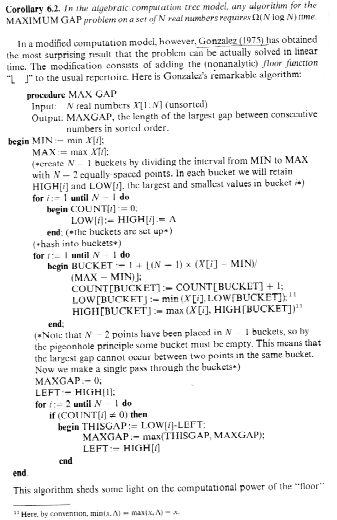 Corollary 6.2. In the algebraic computation tree model, any algorithm for the
MAXIMUM GAP problem on a set of N real numbers requires Ω(N log N) time.
In a modified computation model, however, Gonzalez (1975) has obtained
the most surprising result that the problem can be actually solved in linear
time. The modification consists of adding the (nonanalytic) floor function
"⌊ ⌋" to the usual repertoire. Here is Gonzalez's remarkable algorithm:
procedure MAX GAP
Input: N real numbers X[1:N] (unsorted)
Output: MAXGAP, the length of the largest gap between consecutive
numbers in sorted order.
begin MIN := min X[i];
MAX := max X[i];
(*create N - 1 buckets by dividing the interval from MIN to MAX
with N - 2 equally-spaced points. In each bucket we will retain
HIGH[i] and LOW[i], the largest and smallest values in bucket i*)
for i := 1 until N - 1 do
begin COUNT[i] := 0;
LOW[i] := HIGH[i] := Λ
end; (*the buckets are set up*)
(*hash into buckets*)
for i := 1 until N do
begin BUCKET := 1 + ⌊(N - 1) × (X[i] - MIN)/
(MAX - MIN)⌋;
COUNT[BUCKET] := COUNT[BUCKET] + 1;
LOW[BUCKET] := min (X[i], LOW[BUCKET]);¹¹
HIGH[BUCKET] := max (X[i], HIGH[BUCKET])¹¹
end;
(*Note that N - 2 points have been placed in N - 1 buckets, so by
the pigeonhole principle some bucket must be empty. This means that
the largest gap cannot occur between two points in the same bucket.
Now we make a single pass through the buckets*)
MAXGAP := 0;
LEFT := HIGH[1];
for i := 2 until N - 1 do
if (COUNT[i] ≠ 0) then
begin THISGAP := LOW[i]-LEFT;
MAXGAP := max(THISGAP, MAXGAP);
LEFT := HIGH[i]
end
end.
This algorithm sheds some light on the computational power of the "floor"
¹¹ Here, by convention, min(x, Λ) = max(x, Λ) = x.